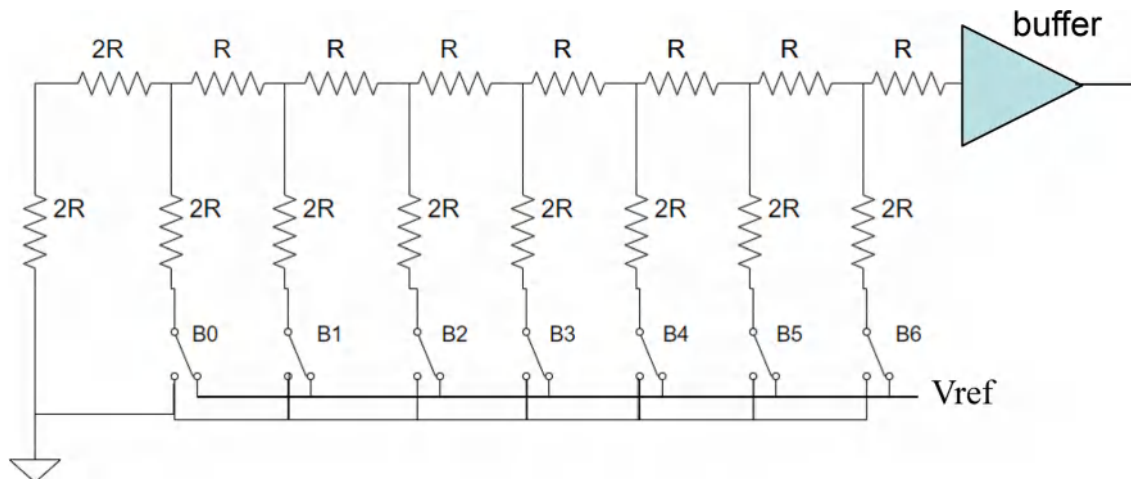 buffer
2R R R R R R R R
2R 2R 2R 2R 2R 2R 2R 2R
B0 B1 B2 B3 B4 B5 B6
Vref